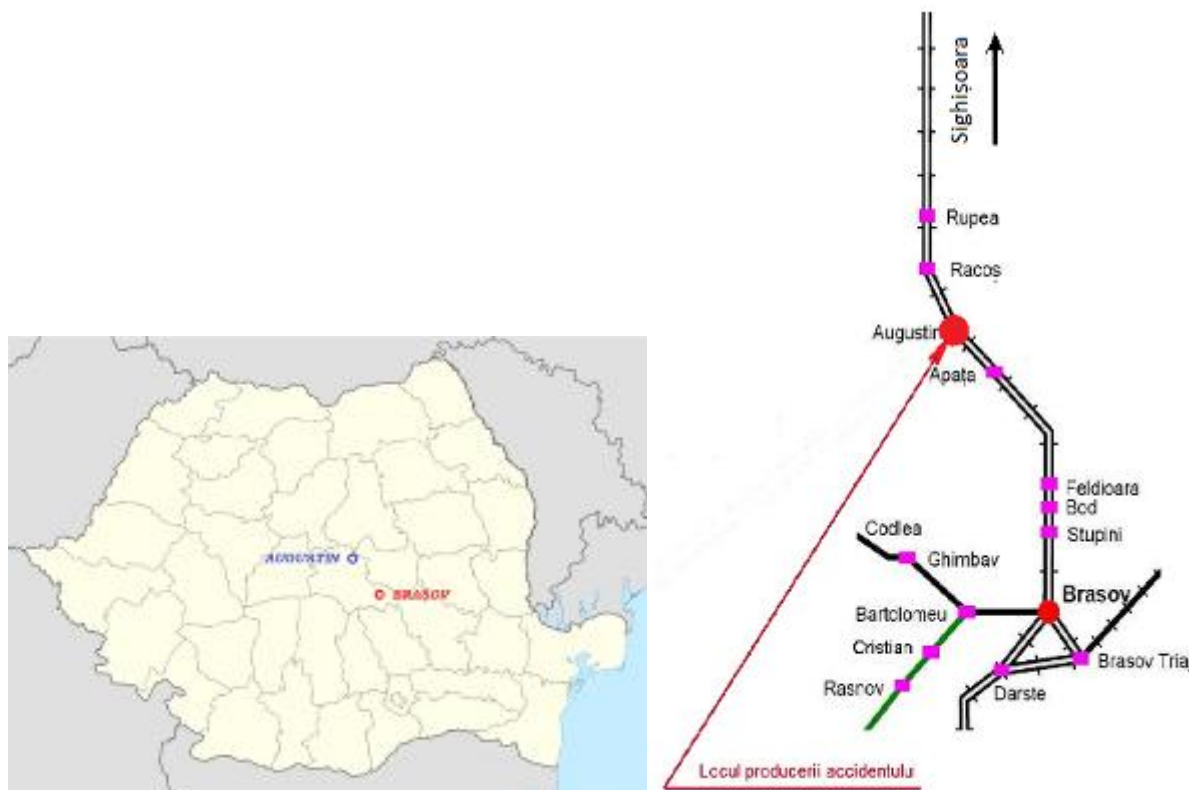 AUGUSTIN
BRASOV
Sighișoara
Rupea
Racoș
Augustin
Apața
Feldioara
Bod
Stupini
Codlea
Ghimbav
Brasov
Bartolomeu
Cristian
Brasov Triaj
Rasnov
Darste
Locul producerii accidentului